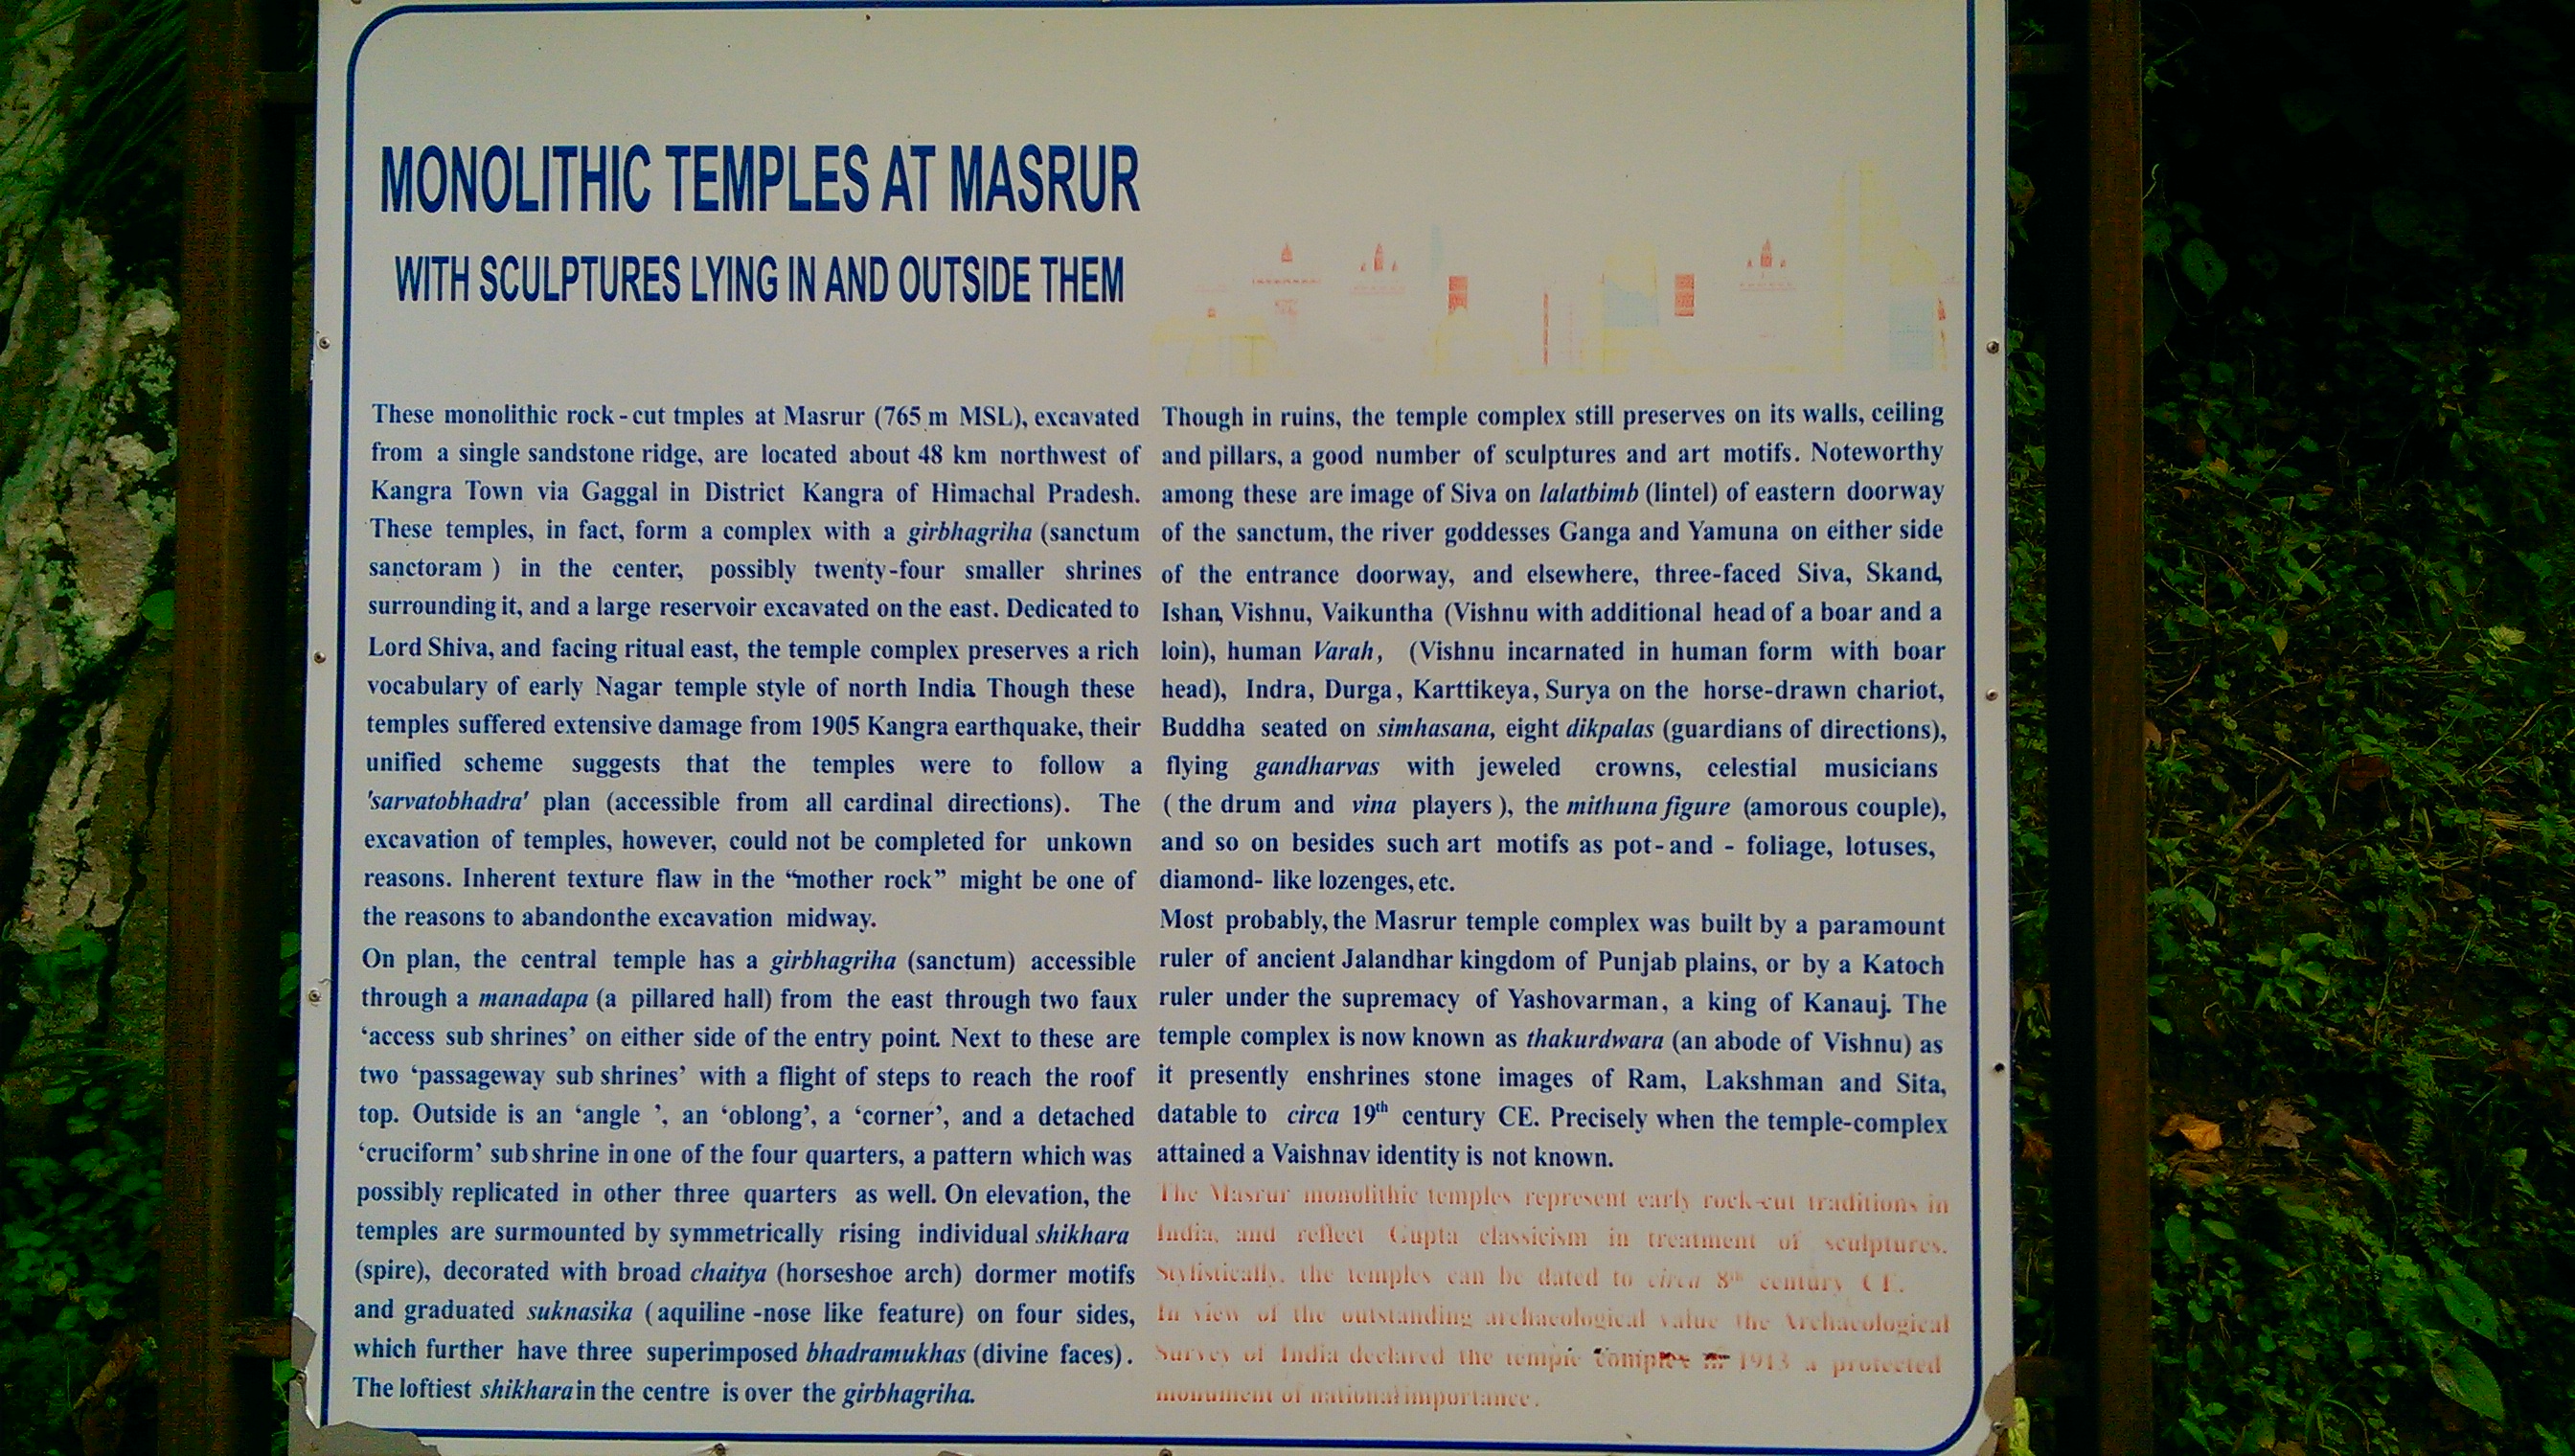 MONOLITHIC TEMPLES AT MASRUR
WITH SCULPTURES LYING IN AND OUTSIDE THEM
These monolithic rock-cut tmples at Masrur (765 m MSL), excavated
from a single sandstone ridge, are located about 48 km northwest of
Kangra Town via Gaggal in District Kangra of Himachal Pradesh.
These temples, in fact, form a complex with a girbhagriha (sanctum
sanctoram ) in the center, possibly twenty-four smaller shrines
surrounding it, and a large reservoir excavated on the east. Dedicated to
Lord Shiva, and facing ritual east, the temple complex preserves a rich
vocabulary of early Nagar temple style of north India. Though these
temples suffered extensive damage from 1905 Kangra earthquake, their
unified scheme suggests that the temples were to follow a
'sarvatobhadra' plan (accessible from all cardinal directions). The
excavation of temples, however, could not be completed for unkown
reasons. Inherent texture flaw in the “mother rock” might be one of
the reasons to abandonthe excavation midway.
On plan, the central temple has a girbhagriha (sanctum) accessible
through a manadapa (a pillared hall) from the east through two faux
‘access sub shrines’ on either side of the entry point. Next to these are
two ‘passageway sub shrines’ with a flight of steps to reach the roof
top. Outside is an ‘angle ’, an ‘oblong’, a ‘corner’, and a detached
‘cruciform’ sub shrine in one of the four quarters, a pattern which was
possibly replicated in other three quarters as well. On elevation, the
temples are surmounted by symmetrically rising individual shikhara
(spire), decorated with broad chaitya (horseshoe arch) dormer motifs
and graduated suknasika (aquiline -nose like feature) on four sides,
which further have three superimposed bhadramukhas (divine faces).
The loftiest shikhara in the centre is over the girbhagriha.
Though in ruins, the temple complex still preserves on its walls, ceiling
and pillars, a good number of sculptures and art motifs. Noteworthy
among these are image of Siva on lalatbimb (lintel) of eastern doorway
of the sanctum, the river goddesses Ganga and Yamuna on either side
of the entrance doorway, and elsewhere, three-faced Siva, Skand,
Ishan, Vishnu, Vaikuntha (Vishnu with additional head of a boar and a
loin), human Varah, (Vishnu incarnated in human form with boar
head), Indra, Durga, Karttikeya, Surya on the horse-drawn chariot,
Buddha seated on simhasana, eight dikpalas (guardians of directions),
flying gandharvas with jeweled crowns, celestial musicians
( the drum and vina players ), the mithuna figure (amorous couple),
and so on besides such art motifs as pot-and - foliage, lotuses,
diamond- like lozenges, etc.
Most probably, the Masrur temple complex was built by a paramount
ruler of ancient Jalandhar kingdom of Punjab plains, or by a Katoch
ruler under the supremacy of Yashovarman, a king of Kanauj. The
temple complex is now known as thakurdwara (an abode of Vishnu) as
it presently enshrines stone images of Ram, Lakshman and Sita,
datable to circa 19th century CE. Precisely when the temple-complex
attained a Vaishnav identity is not known.
The Masrur monolithic temples represent early rock-cut traditions in
India, and reflect Gupta classicism in treatment of sculptures.
Stylistically, the temples can be dated to circa 8th century CE.
In view of the outstanding archaeological value the Archaeological
Survey of India declared the temple complex in 1913 a protected
monument of national importance.